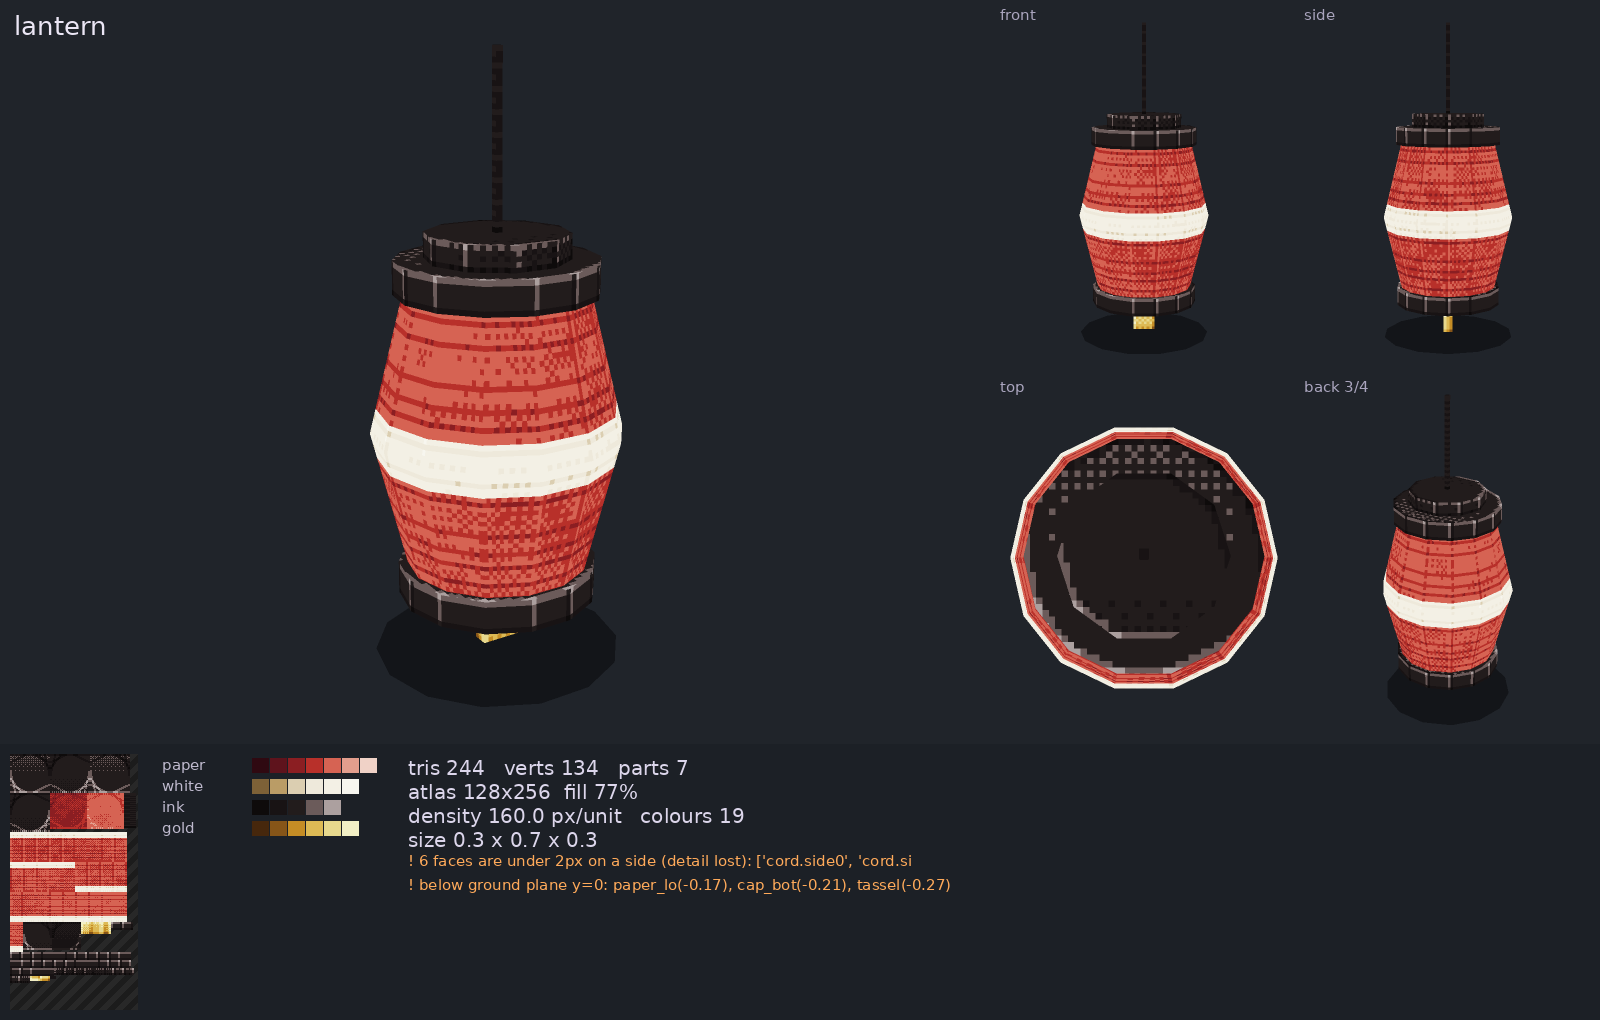 lantern
front
side
top
back 3/4
paper
white
ink
gold
tris 244 verts 134 parts 7
atlas 128x256 fill 77%
density 160.0 px/unit colours 19
size 0.3 x 0.7 x 0.3
! 6 faces are under 2px on a side (detail lost): ['cord.side0', 'cord.si
! below ground plane y=0: paper_lo(-0.17), cap_bot(-0.21), tassel(-0.27)